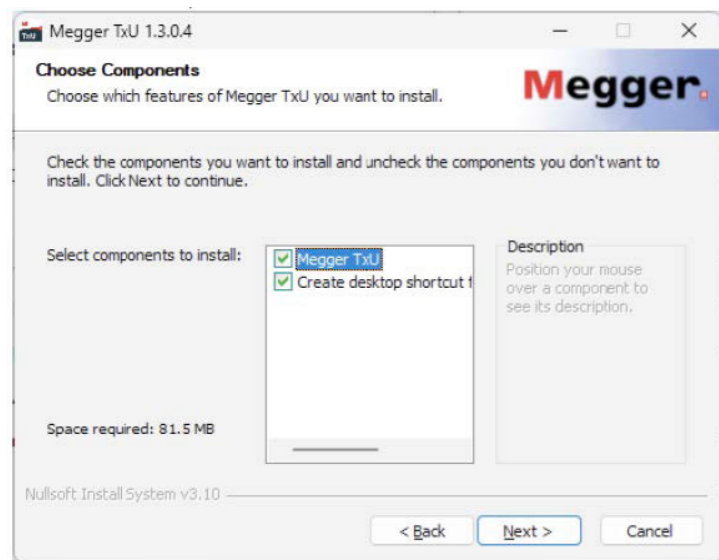 Megger TxU 1.3.0.4
Choose Components
Choose which features of Megger TxU you want to install.
Megger.
Check the components you want to install and uncheck the components you don't want to
install. Click Next to continue.
Select components to install:
Megger TxU
Create desktop shortcut f
Description
Position your mouse
over a component to
see its description.
Space required: 81.5 MB
Nullsoft Install System v3.10
< Back
Next >
Cancel